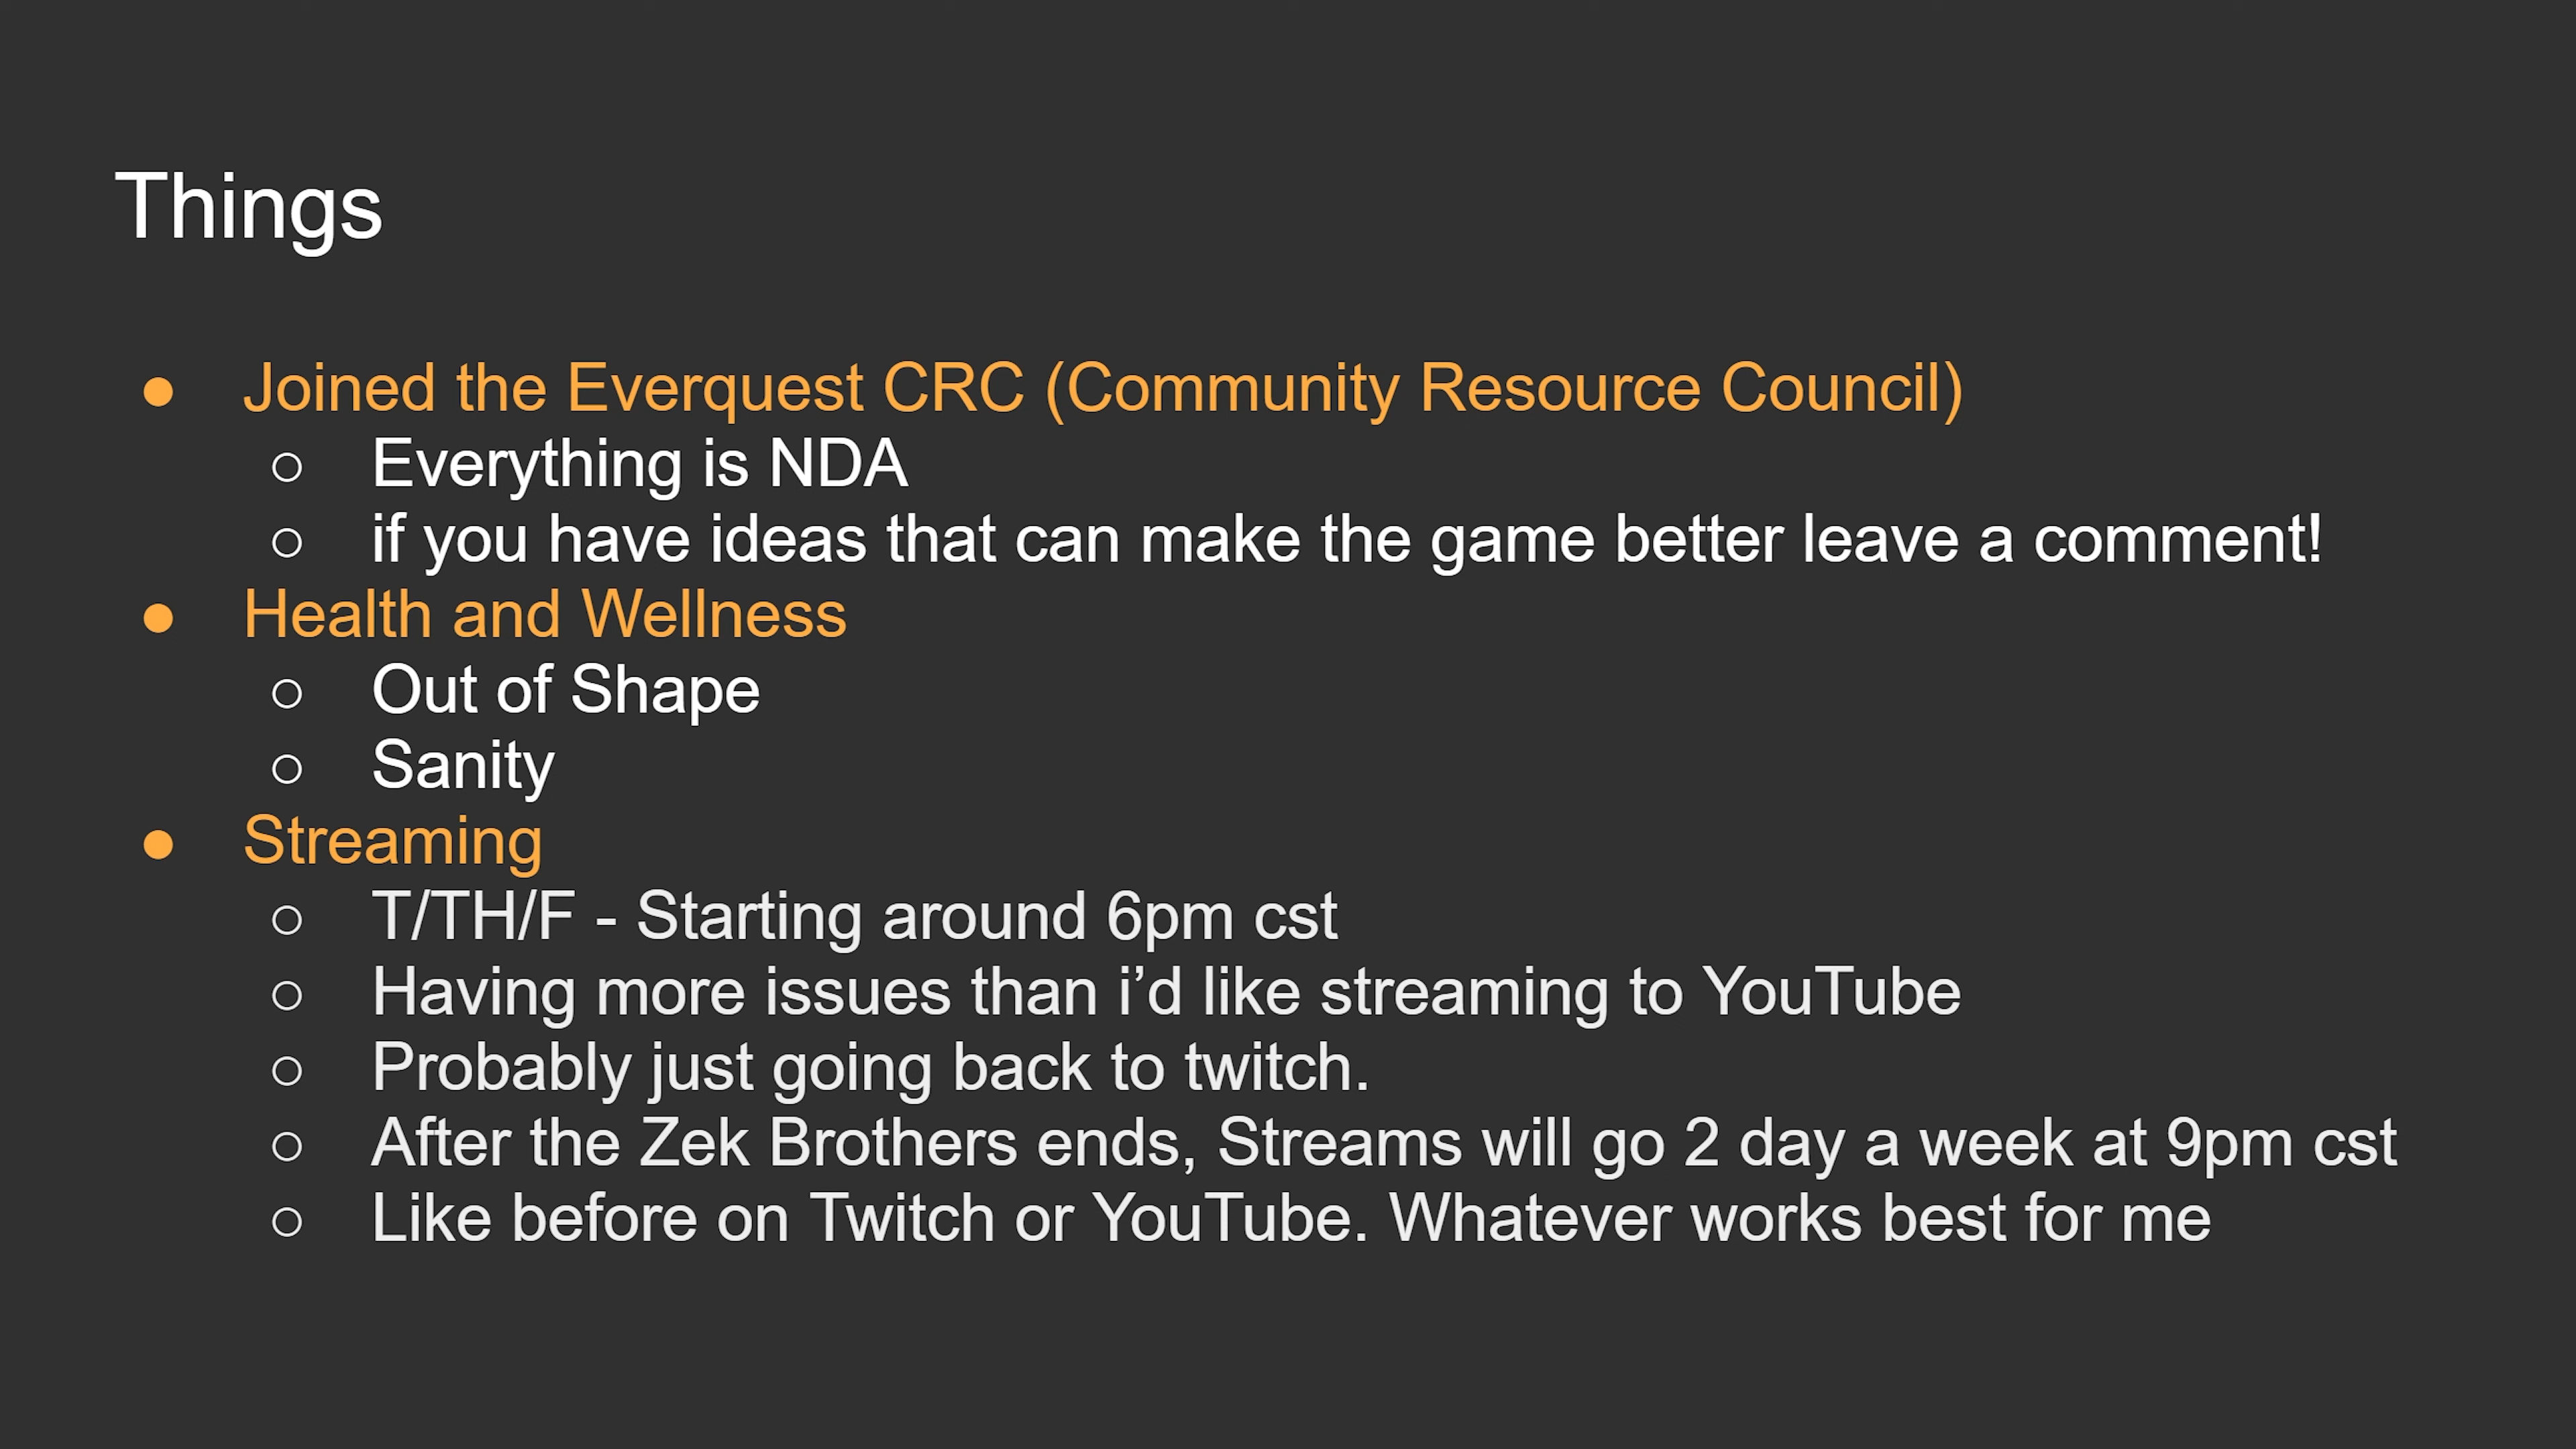 Things
● Joined the Everquest CRC (Community Resource Council)
○ Everything is NDA
○ if you have ideas that can make the game better leave a comment!
● Health and Wellness
○ Out of Shape
○ Sanity
● Streaming
○ T/TH/F - Starting around 6pm cst
○ Having more issues than i’d like streaming to YouTube
○ Probably just going back to twitch.
○ After the Zek Brothers ends, Streams will go 2 day a week at 9pm cst
○ Like before on Twitch or YouTube. Whatever works best for me